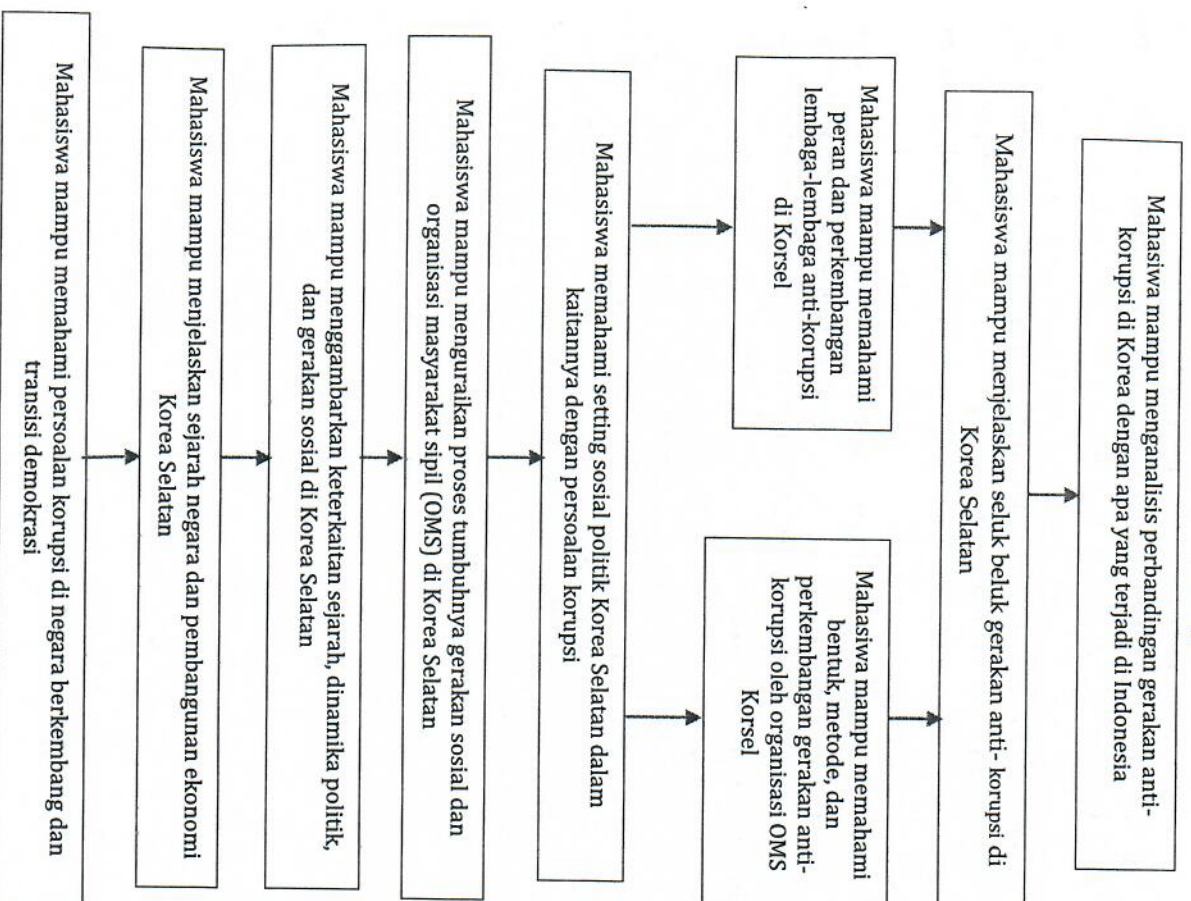 Mahasiwa mampu menganalisis perbandingan gerakan anti-
korupsi di Korea dengan apa yang terjadi di Indonesia
Mahasiswa mampu menjelaskan seluk beluk gerakan anti- korupsi di
Korea Selatan
Mahasiswa mampu memahami
peran dan perkembangan
lembaga-lembaga anti-korupsi
di Korsel
Mahasiwa mampu memahami
bentuk, metode, dan
perkembangan gerakan anti-
korupsi oleh organisasi OMS
Korsel
Mahasiswa memahami setting sosial politik Korea Selatan dalam
kaitannya dengan persoalan korupsi
Mahasiswa mampu menguraikan proses tumbuhnya gerakan sosial dan
organisasi masyarakat sipil (OMS) di Korea Selatan
Mahasiswa mampu menggambarkan keterkaitan sejarah, dinamika politik,
dan gerakan sosial di Korea Selatan
Mahasiswa mampu menjelaskan sejarah negara dan pembangunan ekonomi
Korea Selatan
Mahasiswa mampu memahami persoalan korupsi di negara berkembang dan
transisi demokrasi